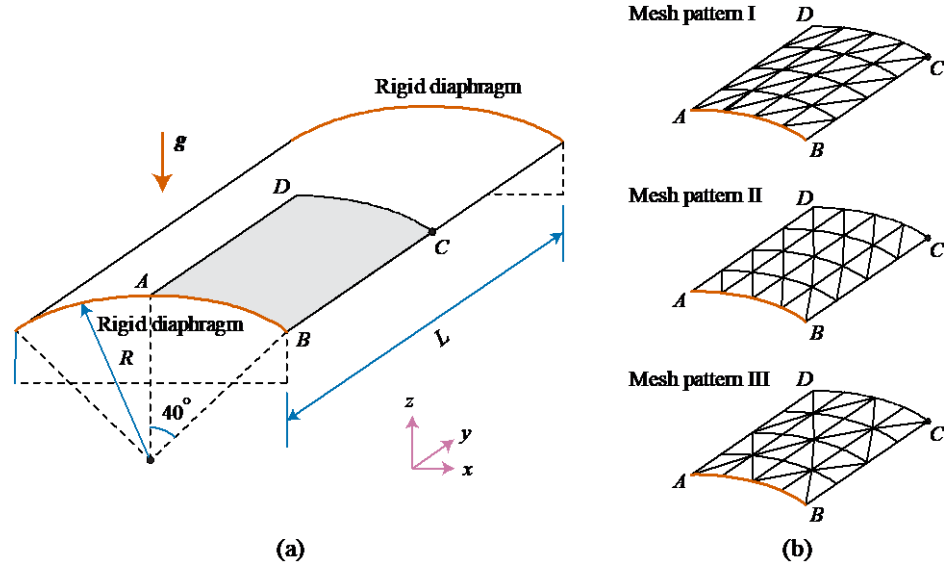 Rigid diaphragm
g
D
C
A
Rigid diaphragm
B
R
L
40°
z
y
x
(a)
Mesh pattern I
D
C
A
B
Mesh pattern II
D
C
A
B
Mesh pattern III
D
C
A
B
(b)